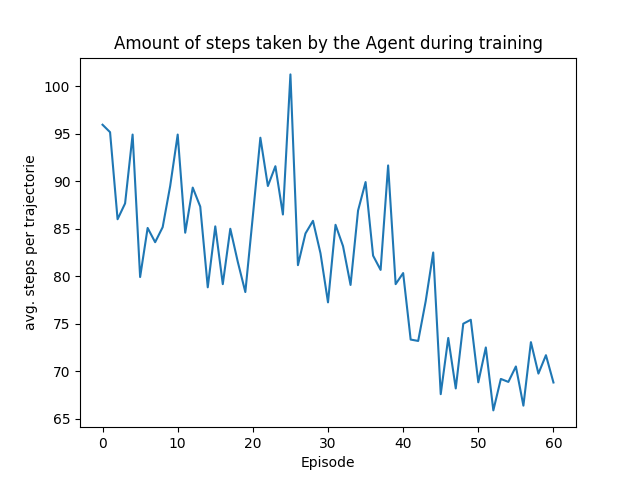 Amount of steps taken by the Agent during training
avg. steps per trajectorie
100
95
90
85
80
75
70
65
0 10 20 30 40 50 60
Episode